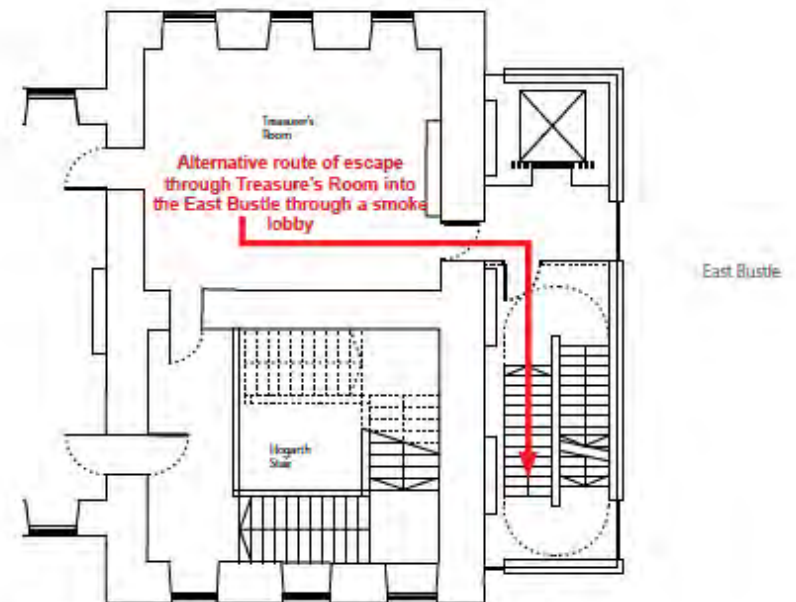 Treasurer's
Room
Alternative route of escape
through Treasure's Room into
the East Bustle through a smoke
lobby
East Bustle
Hogarth
Stair